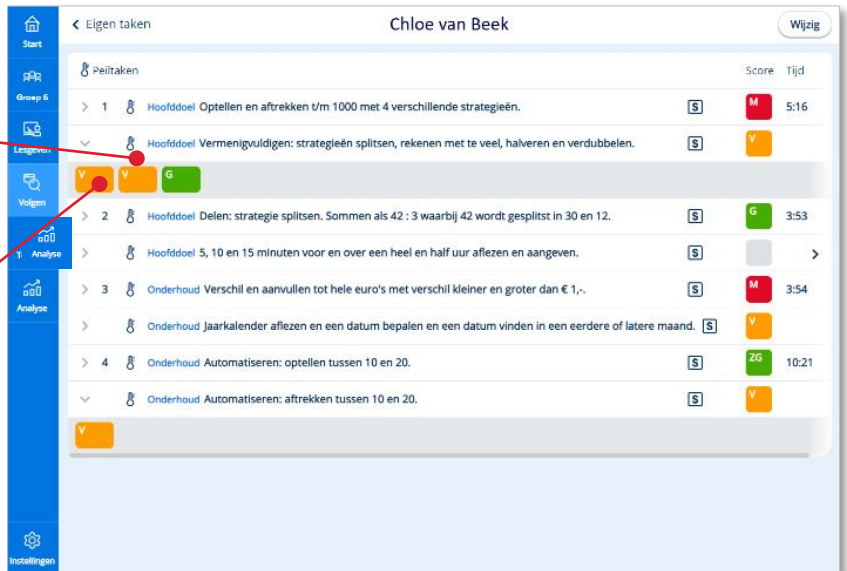 Start
Groep 6
Lesgeven
Volgen
Analyse
Analyse
Instellingen
Eigen taken
Chloe van Beek
Wijzig
Peiltaken
Score Tijd
1 Hoofddoel Optellen en aftrekken t/m 1000 met 4 verschillende strategieën. S M 5:16
Hoofddoel Vermenigvuldigen: strategieën splitsen, rekenen met te veel, halveren en verdubbelen. S V
V V G
2 Hoofddoel Delen: strategie splitsen. Sommen als 42 : 3 waarbij 42 wordt gesplitst in 30 en 12. S G 3:53
Hoofddoel 5, 10 en 15 minuten voor en over een heel en half uur aflezen en aangeven. S
3 Onderhoud Verschil en aanvullen tot hele euro's met verschil kleiner en groter dan € 1,-. S M 3:54
Onderhoud Jaarkalender aflezen en een datum bepalen en een datum vinden in een eerdere of latere maand. S V
4 Onderhoud Automatiseren: optellen tussen 10 en 20. S ZG 10:21
Onderhoud Automatiseren: aftrekken tussen 10 en 20. S V
V